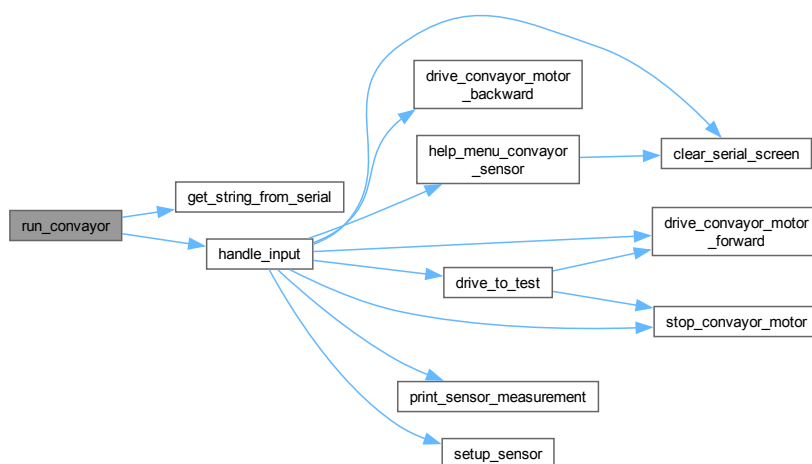 run_convayor
get_string_from_serial
handle_input
drive_convayor_motor
_backward
help_menu_convayor
_sensor
drive_to_test
print_sensor_measurement
setup_sensor
clear_serial_screen
drive_convayor_motor
_forward
stop_convayor_motor